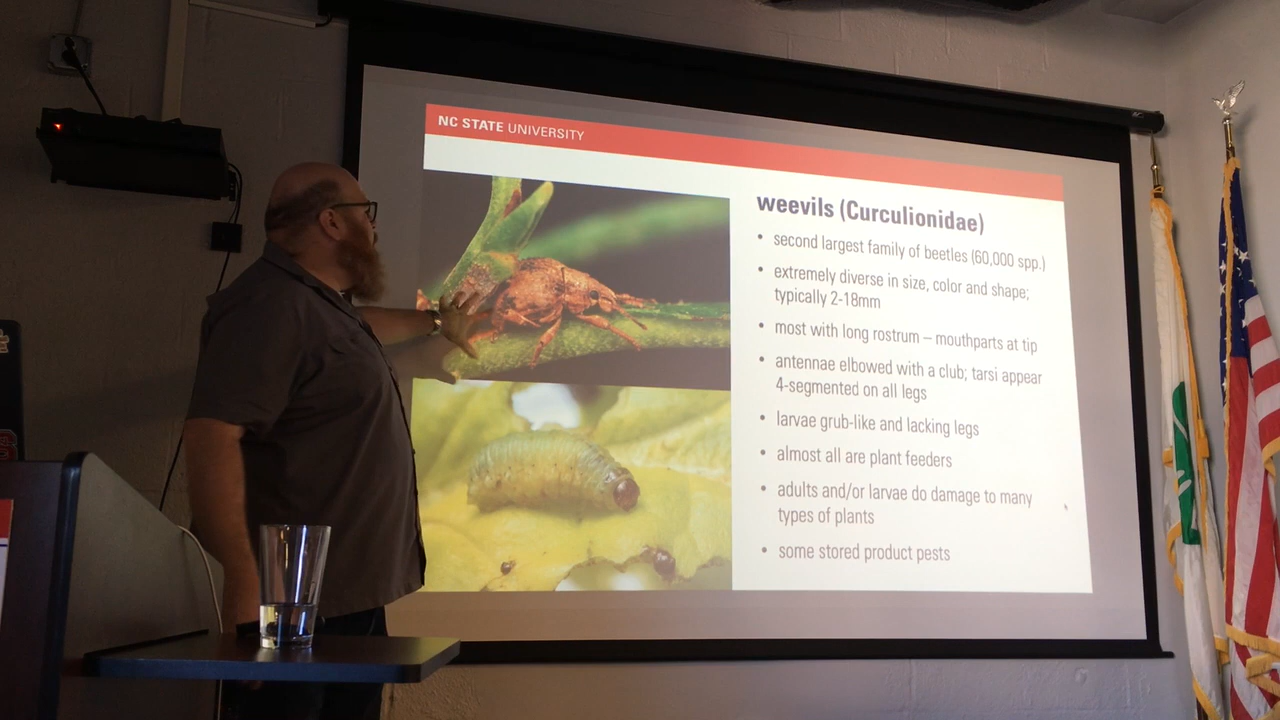 NC STATE UNIVERSITY
weevils (Curculionidae)
• second largest family of beetles (60,000 spp.)
• extremely diverse in size, color and shape;
typically 2-18mm
• most with long rostrum – mouthparts at tip
• antennae elbowed with a club; tarsi appear
4-segmented on all legs
• larvae grub-like and lacking legs
• almost all are plant feeders
• adults and/or larvae do damage to many
types of plants
• some stored product pests